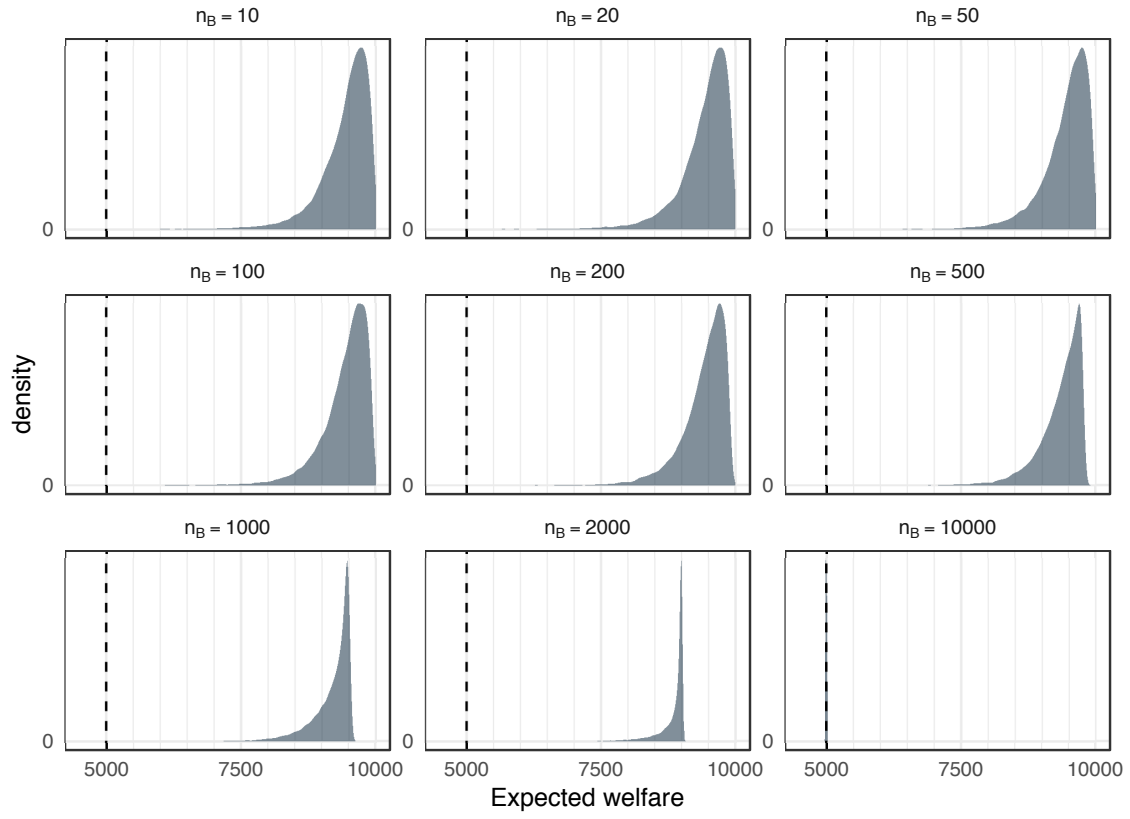 n_B = 10
n_B = 20
n_B = 50
0
0
0
n_B = 100
n_B = 200
n_B = 500
density
0
0
0
n_B = 1000
n_B = 2000
n_B = 10000
0
0
0
5000 7500 10000
5000 7500 10000
5000 7500 10000
Expected welfare